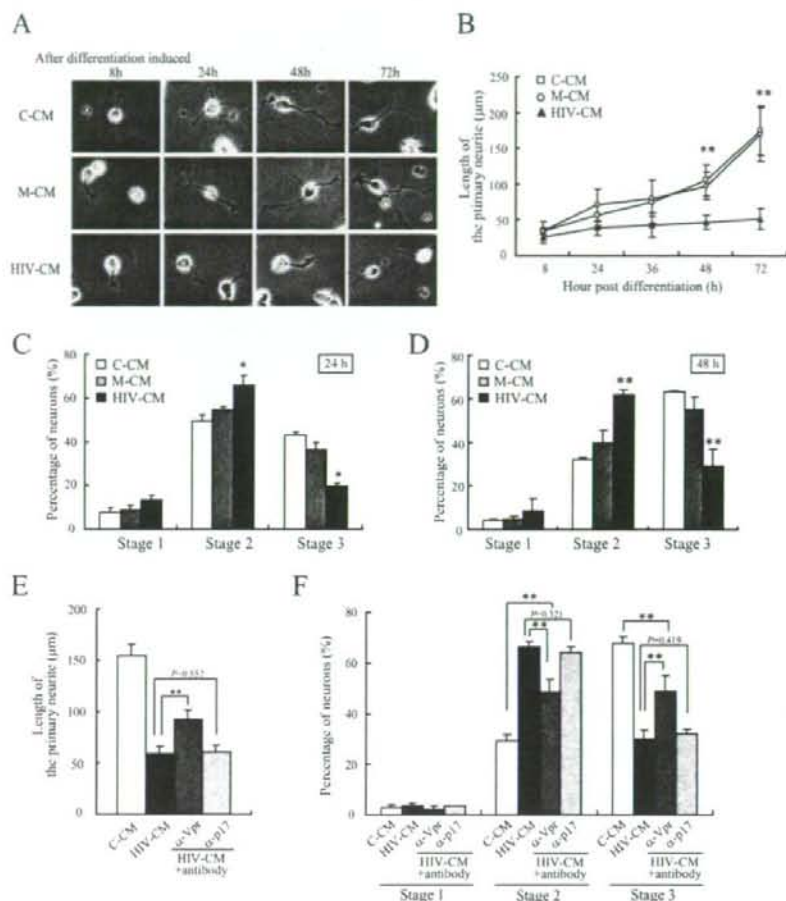 A
After differentiation induced
8h 24h 48h 72h
C-CM
M-CM
HIV-CM
B
Length of
the primary neurite (μm)
200
150
100
50
0
C-CM
M-CM
HIV-CM
**
**
8 24 36 48 72
Hour post differentiation (h)
C
Percentage of neurons (%)
80
60
40
20
0
C-CM
M-CM
HIV-CM
24 h
*
*
Stage 1 Stage 2 Stage 3
D
Percentage of neurons (%)
80
60
40
20
0
C-CM
M-CM
HIV-CM
48 h
**
**
Stage 1 Stage 2 Stage 3
E
Length of
the primary neurite (μm)
200
150
100
50
0
**
C-CM HIV-CM α-Vpr α-p17
HIV-CM
+antibody
F
Percentage of neurons (%)
80
60
40
20
0
**
P=0.321
**
**
P=0.419
**
C-CM HIV-CM α-Vpr α-p17 C-CM HIV-CM α-Vpr α-p17 C-CM HIV-CM α-Vpr α-p17
HIV-CM HIV-CM HIV-CM
+antibody +antibody +antibody
Stage 1 Stage 2 Stage 3